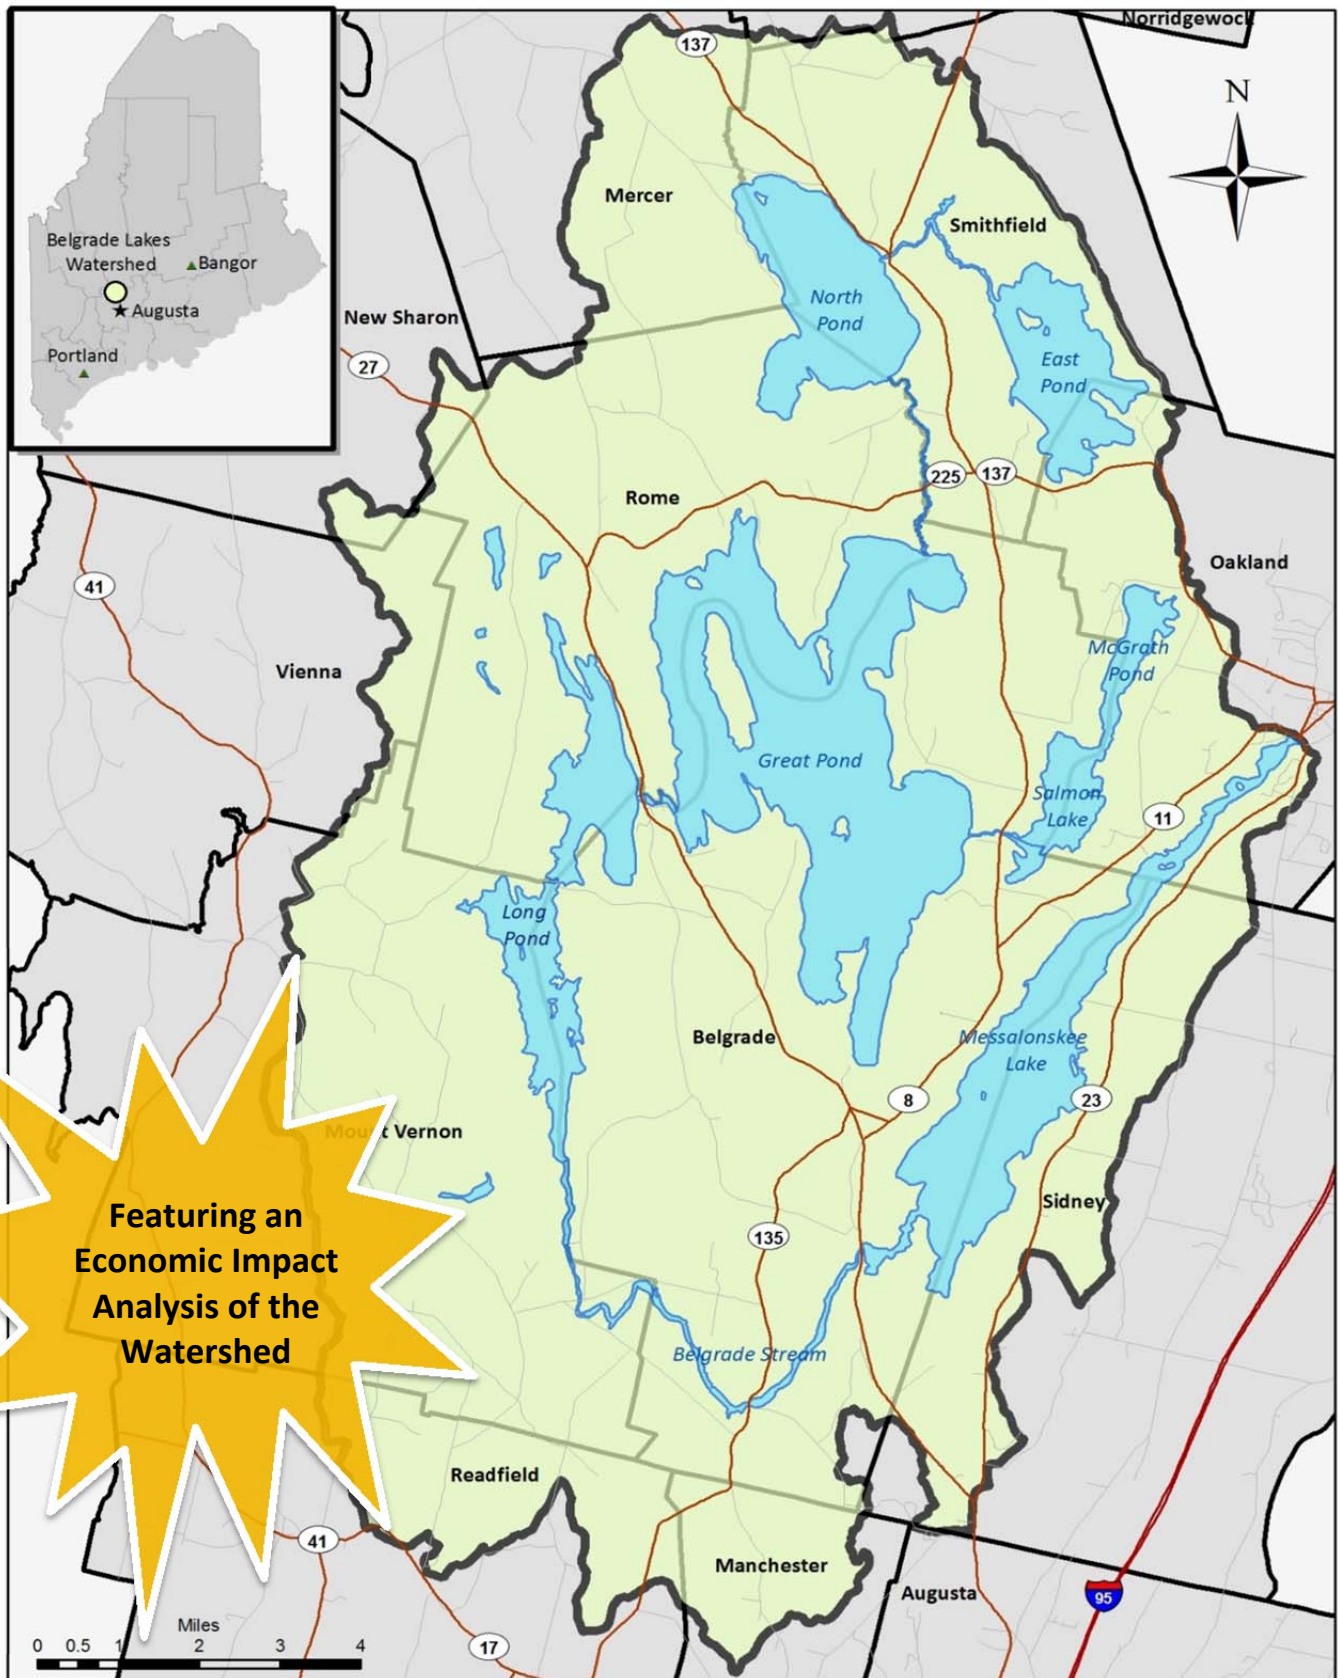 Norridgewock
137
N
Mercer
Smithfield
Belgrade Lakes
Watershed
Bangor
Augusta
Portland
New Sharon
North
Pond
27
East
Pond
225
137
Rome
Oakland
41
McGrath
Pond
Vienna
Great Pond
Salmon
Lake
11
Long
Pond
Belgrade
Messalonskee
Lake
8
23
Mount Vernon
Featuring an
Economic Impact
Analysis of the
Watershed
Sidney
135
Belgrade Stream
Readfield
41
Manchester
Augusta
95
17
Miles
0 0.5 1 2 3 4